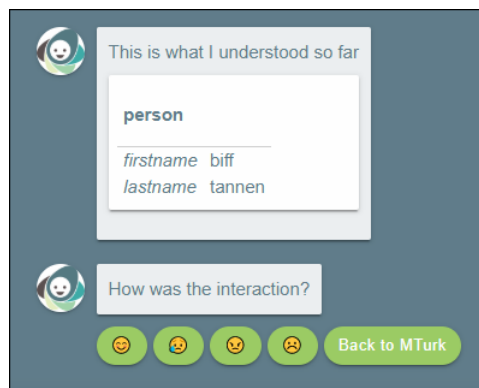 This is what I understood so far
person
firstname biff
lastname tannen
How was the interaction?
Back to MTurk